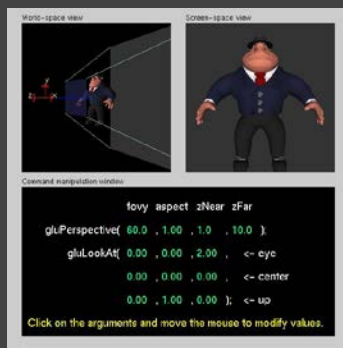 World-space view
Screen-space view
Command manipulation window
fovy aspect zNear zFar
gluPerspective( 60.0 , 1.00 , 1.0 , 10.0 );
gluLookAt( 0.00 , 0.00 , 2.00 , <- eye
0.00 , 0.00 , 0.00 , <- center
0.00 , 1.00 , 0.00 ); <- up
Click on the arguments and move the mouse to modify values.